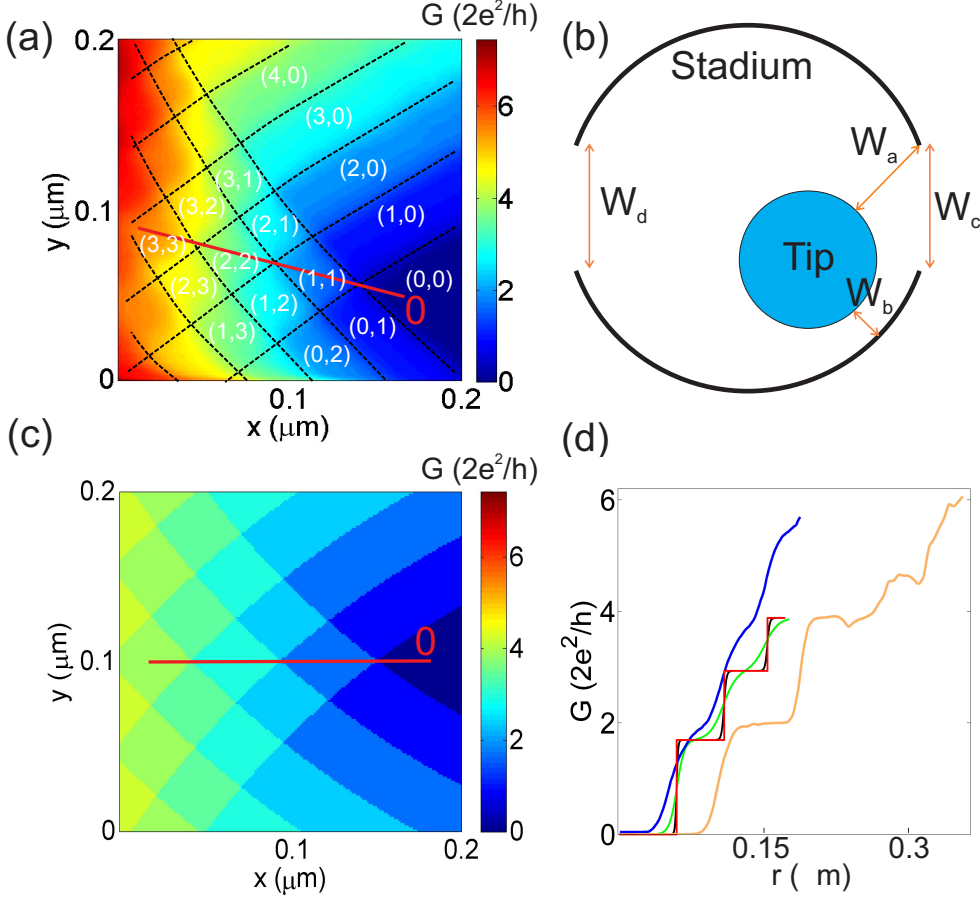 (a)
G (2e²/h)
0.2
0.1
0
y (μm)
(4,0)
(3,0)
(2,0)
(1,0)
(0,0)
(3,1)
(3,2)
(2,1)
(3,3)
(2,2)
(1,1)
(2,3)
(1,2)
(0,1)
(1,3)
(0,2)
0
0.1
0.2
x (μm)
6
4
2
0
(b)
Stadium
W_a
W_d
W_c
Tip
W_b
(c)
G (2e²/h)
0.2
0.1
0
y (μm)
0
0.1
0.2
x (μm)
6
4
2
0
(d)
G (2e²/h)
6
4
2
0
0.15
0.3
r ( m)